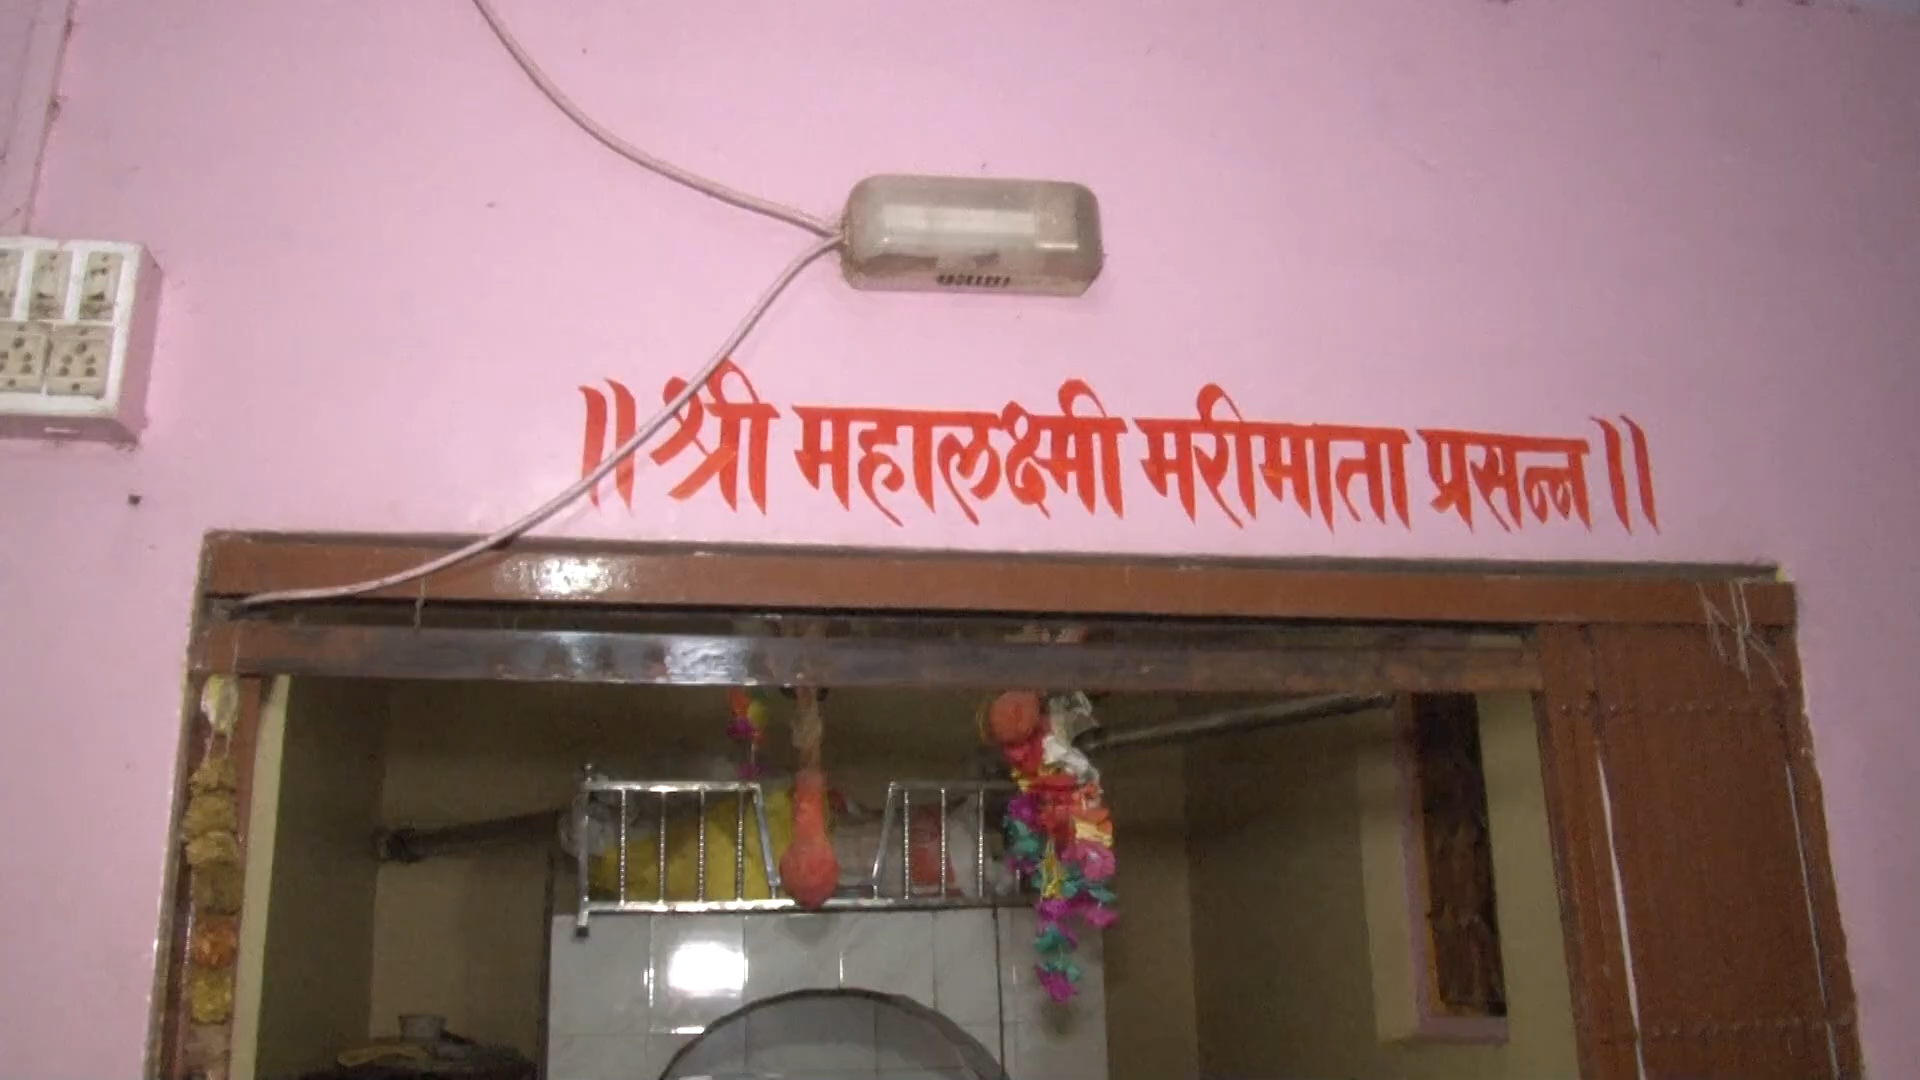 ॥ श्री महालक्ष्मी मरीमाता प्रसन्न ॥